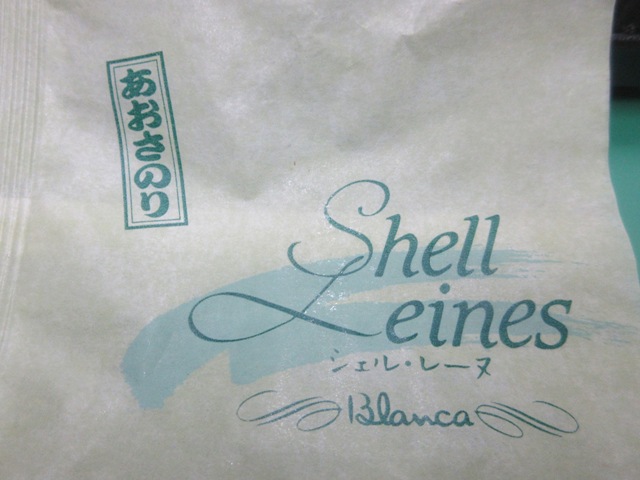 あおさのり
Shell
Leines
シェル・レーヌ
Blanca